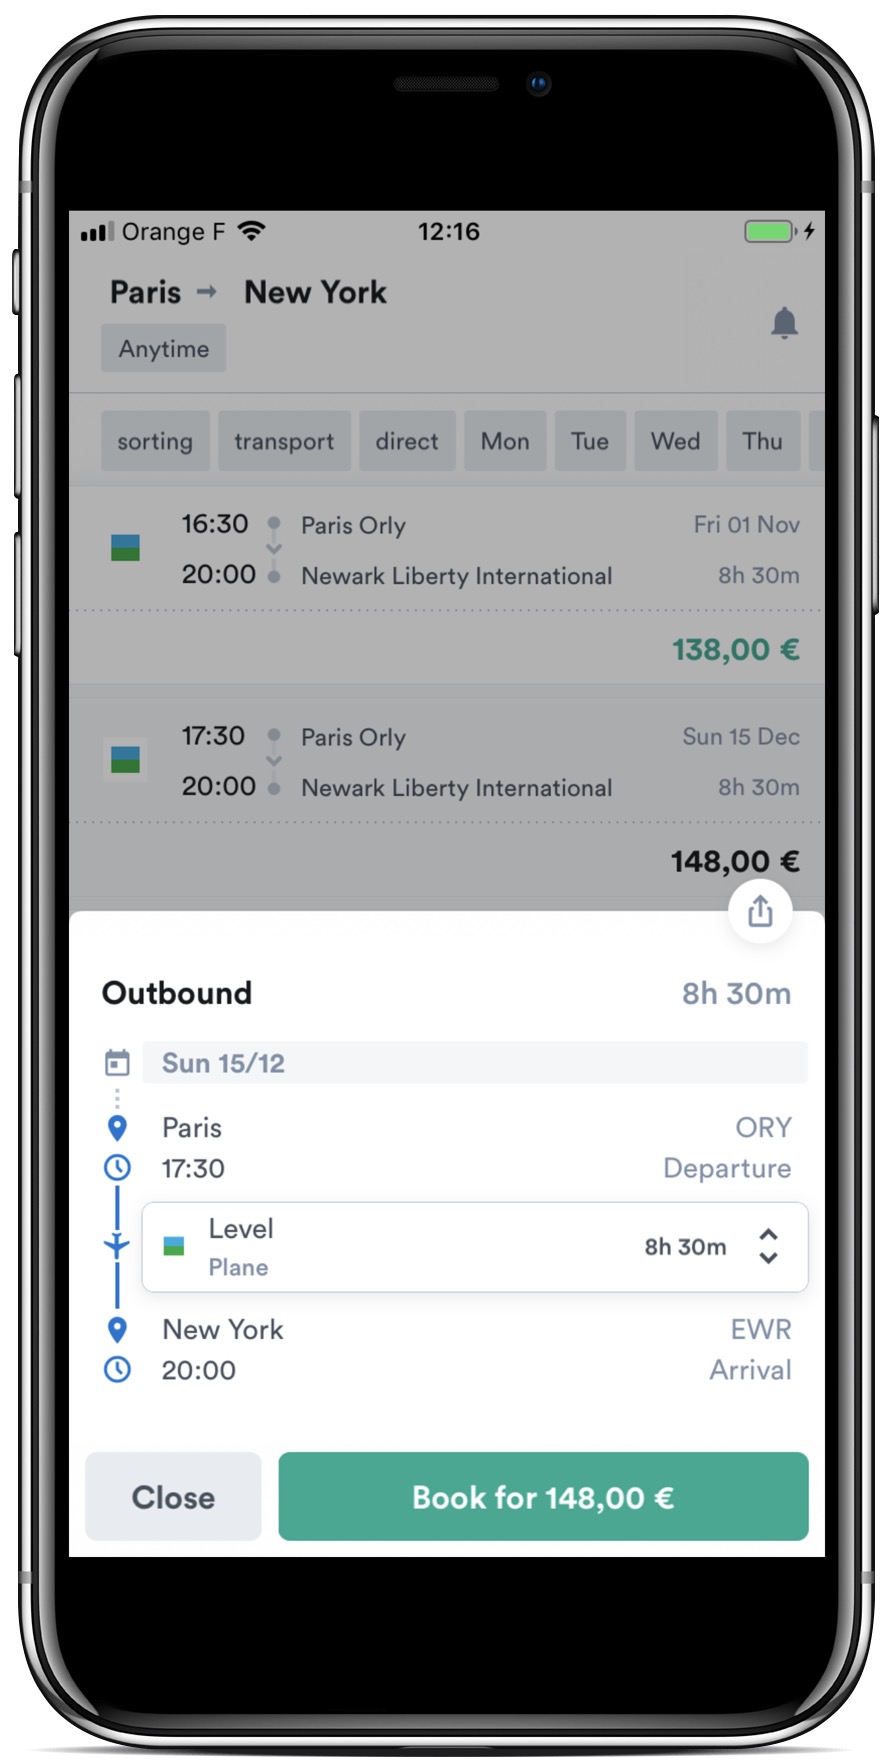 Orange F 12:16
Paris → New York
Anytime
sorting transport direct Mon Tue Wed Thu
16:30 Paris Orly Fri 01 Nov
20:00 Newark Liberty International 8h 30m
138,00 €
17:30 Paris Orly Sun 15 Dec
20:00 Newark Liberty International 8h 30m
148,00 €
Outbound 8h 30m
Sun 15/12
Paris ORY
17:30 Departure
Level
Plane 8h 30m
New York EWR
20:00 Arrival
Close Book for 148,00 €